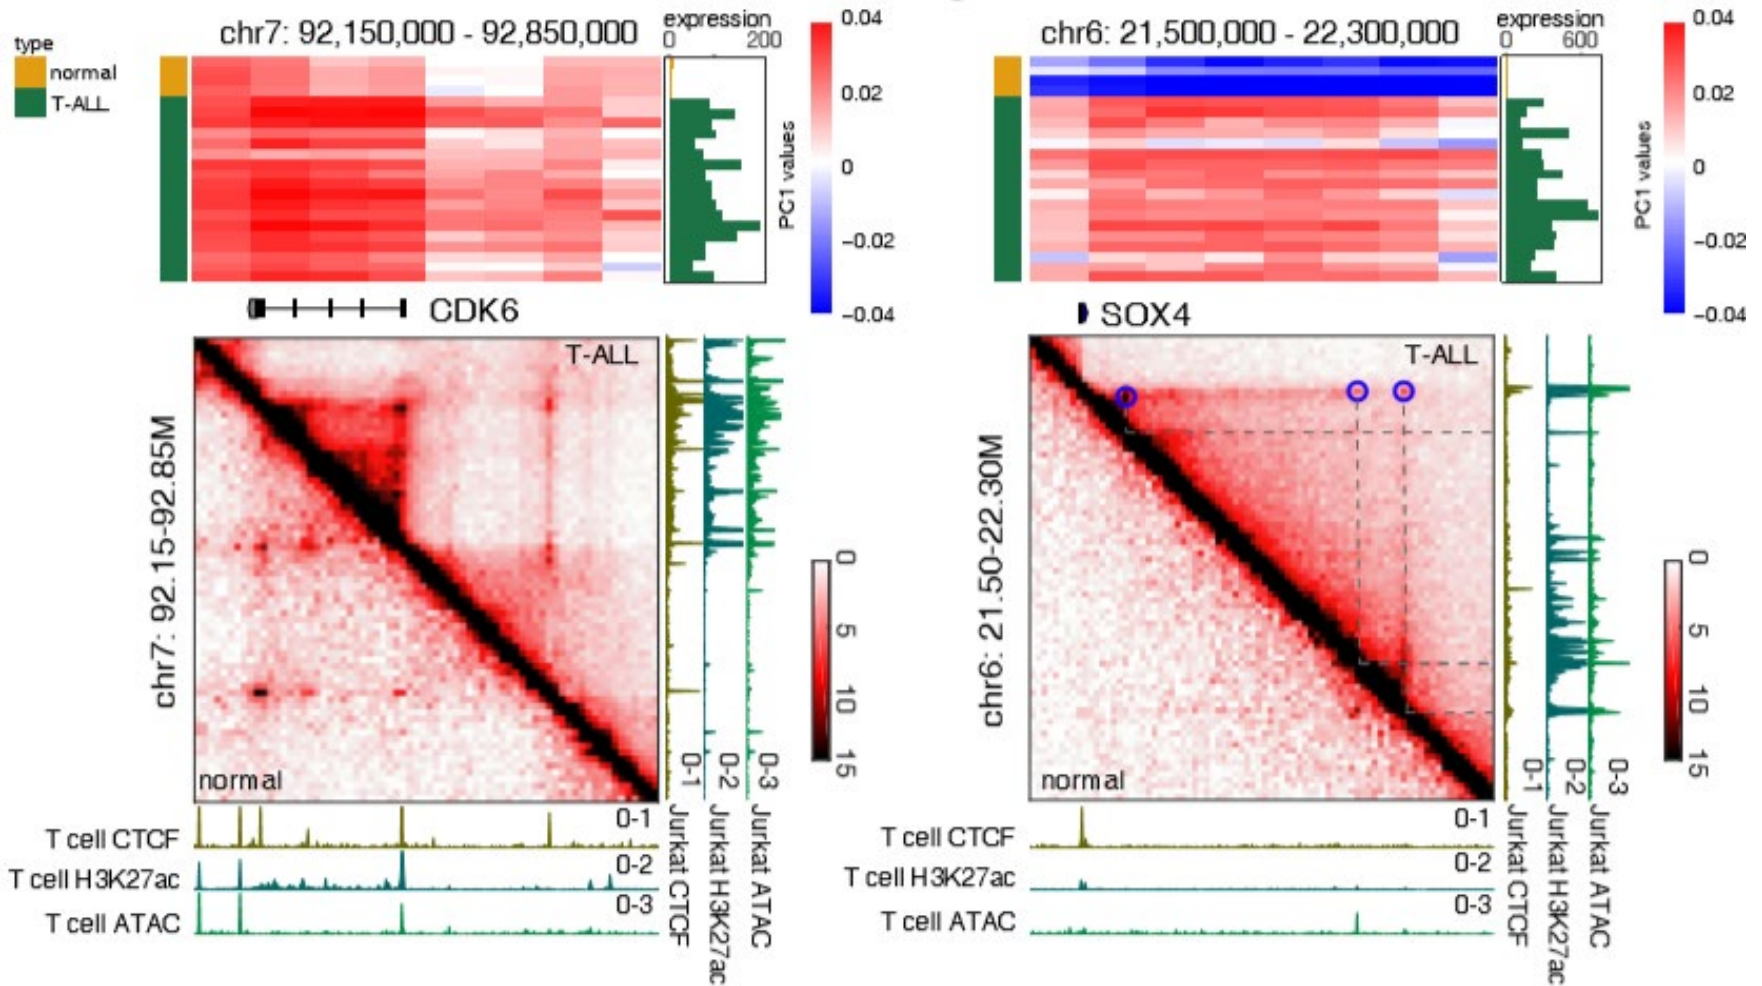 type
normal
T-ALL
chr7: 92,150,000 - 92,850,000
expression
0 200
0.04
0.02
0
-0.02
-0.04
PC1 values
CDK6
chr7: 92.15-92.85M
T-ALL
normal
0
5
10
15
0-1
0-2
0-3
T cell CTCF
0-1
T cell H3K27ac
0-2
T cell ATAC
0-3
Jurkat CTCF
Jurkat H3K27ac
Jurkat ATAC
chr6: 21,500,000 - 22,300,000
expression
0 600
0.04
0.02
0
-0.02
-0.04
PC1 values
SOX4
chr6: 21.50-22.30M
T-ALL
normal
0
5
10
15
0-1
0-2
0-3
T cell CTCF
0-1
T cell H3K27ac
0-2
T cell ATAC
0-3
Jurkat CTCF
Jurkat H3K27ac
Jurkat ATAC